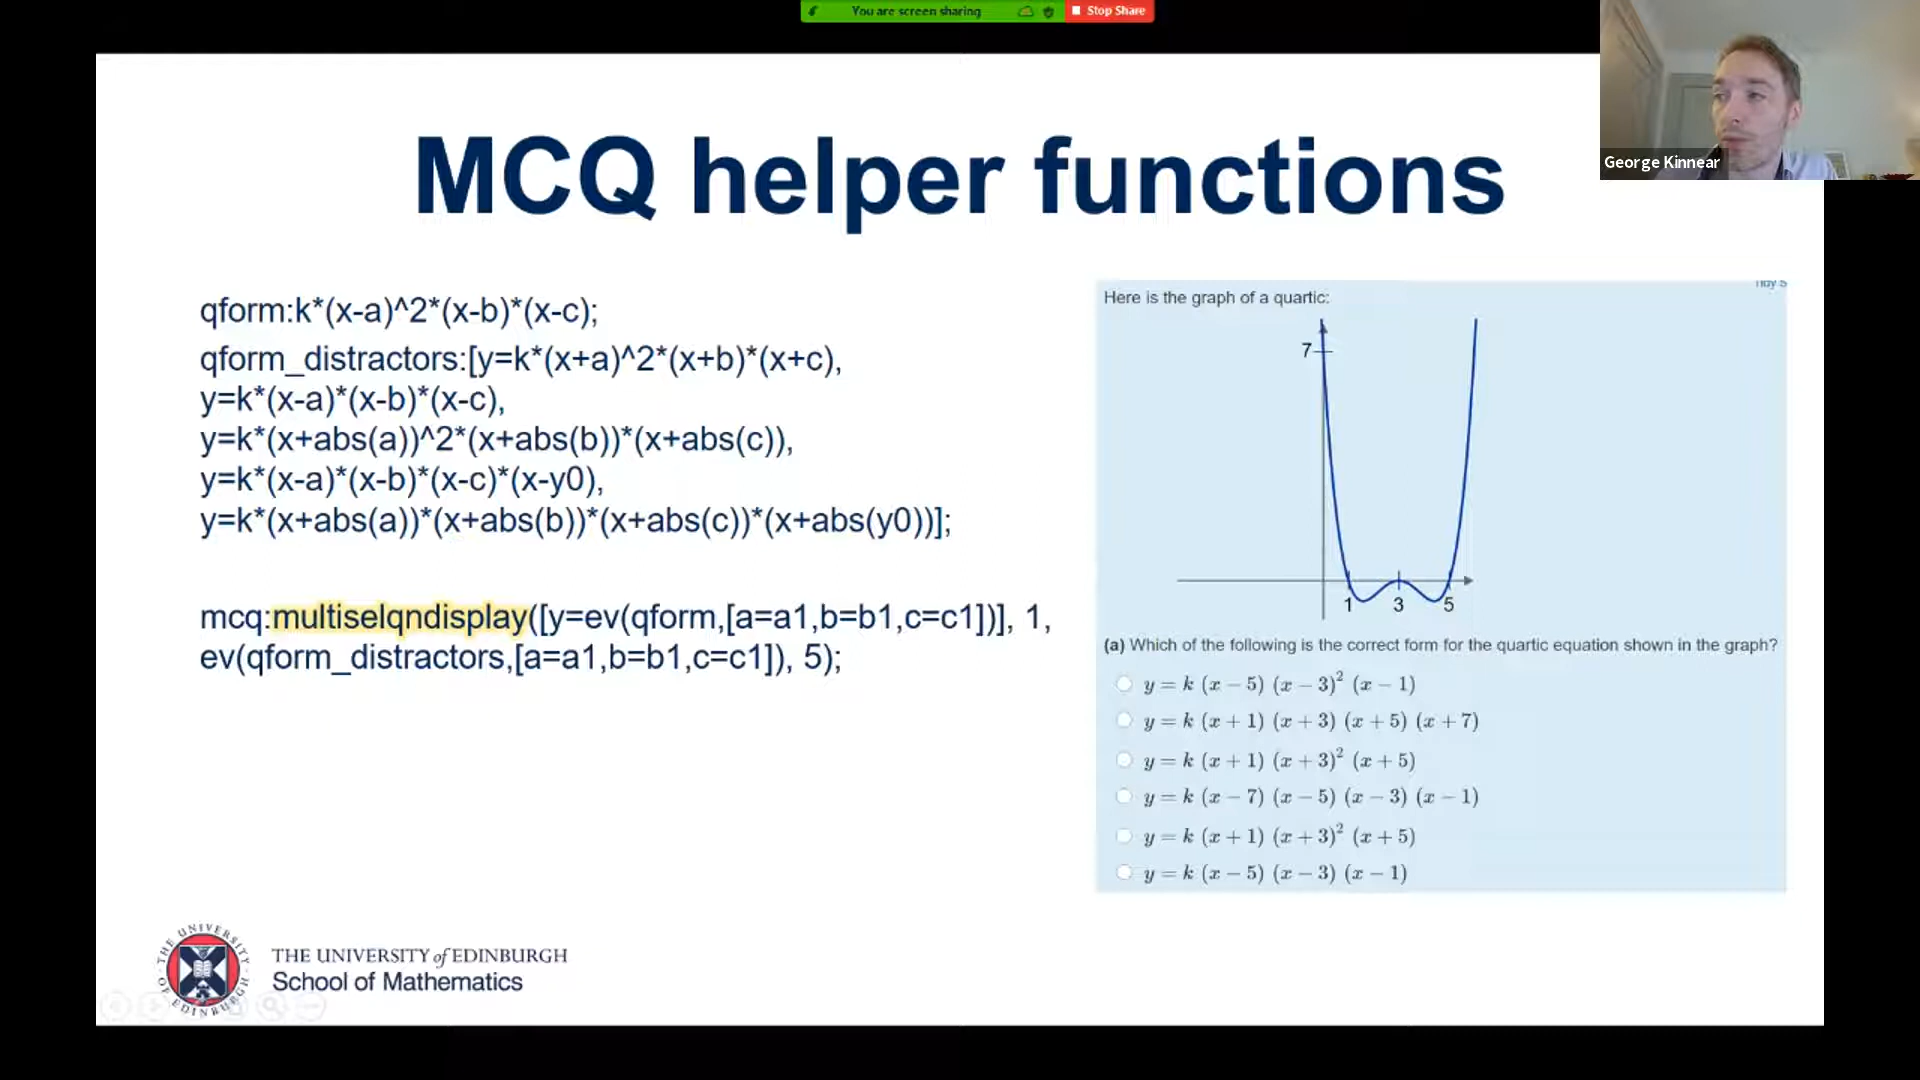 You are screen sharing
Stop Share
George Kinnear
MCQ helper functions
qform:k*(x-a)^2*(x-b)*(x-c);
qform_distractors:[y=k*(x+a)^2*(x+b)*(x+c),
y=k*(x-a)*(x-b)*(x-c),
y=k*(x+abs(a))^2*(x+abs(b))*(x+abs(c)),
y=k*(x-a)*(x-b)*(x-c)*(x-y0),
y=k*(x+abs(a))*(x+abs(b))*(x+abs(c))*(x+abs(y0))];
mcq:multiselqndisplay([y=ev(qform,[a=a1,b=b1,c=c1])], 1,
ev(qform_distractors,[a=a1,b=b1,c=c1]), 5);
Here is the graph of a quartic:
7
1 3 5
(a) Which of the following is the correct form for the quartic equation shown in the graph?
y = k (x − 5) (x − 3)² (x − 1)
y = k (x + 1) (x + 3) (x + 5) (x + 7)
y = k (x + 1) (x + 3)² (x + 5)
y = k (x − 7) (x − 5) (x − 3) (x − 1)
y = k (x + 1) (x + 3)² (x + 5)
y = k (x − 5) (x − 3) (x − 1)
THE UNIVERSITY OF EDINBURGH
THE UNIVERSITY of EDINBURGH
School of Mathematics